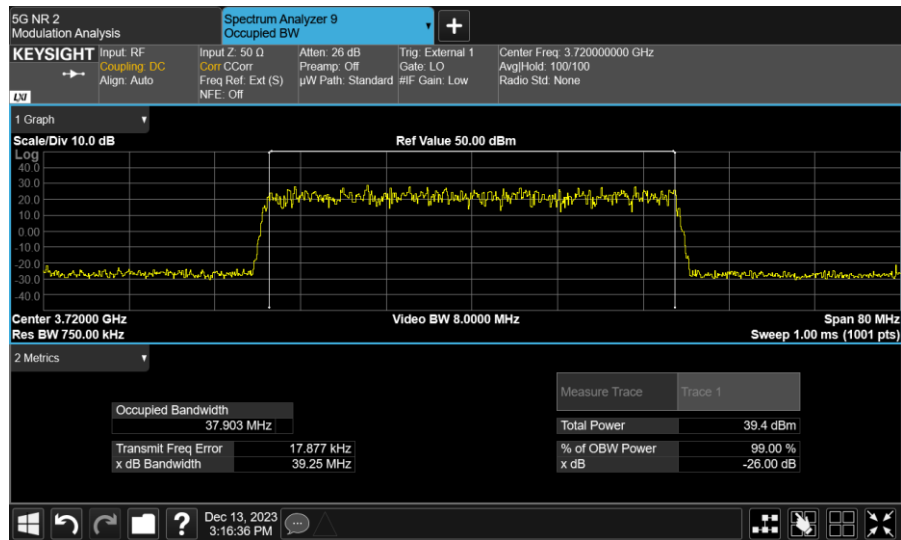 5G NR 2
Modulation Analysis
Spectrum Analyzer 9
Occupied BW
KEYSIGHT
LXI
Input: RF
Coupling: DC
Align: Auto
Input Z: 50 Ω
Corr CCorr
Freq Ref: Ext (S)
NFE: Off
Atten: 26 dB
Preamp: Off
µW Path: Standard
Trig: External 1
Gate: LO
#IF Gain: Low
Center Freq: 3.720000000 GHz
Avg|Hold: 100/100
Radio Std: None
1 Graph
Scale/Div 10.0 dB
Ref Value 50.00 dBm
Log
40.0
30.0
20.0
10.0
0.00
-10.0
-20.0
-30.0
-40.0
Center 3.72000 GHz
Video BW 8.0000 MHz
Span 80 MHz
Res BW 750.00 kHz
Sweep 1.00 ms (1001 pts)
2 Metrics
Measure Trace
Trace 1
Occupied Bandwidth
37.903 MHz
Total Power
39.4 dBm
Transmit Freq Error
17.877 kHz
% of OBW Power
99.00 %
x dB Bandwidth
39.25 MHz
x dB
-26.00 dB
Dec 13, 2023
3:16:36 PM